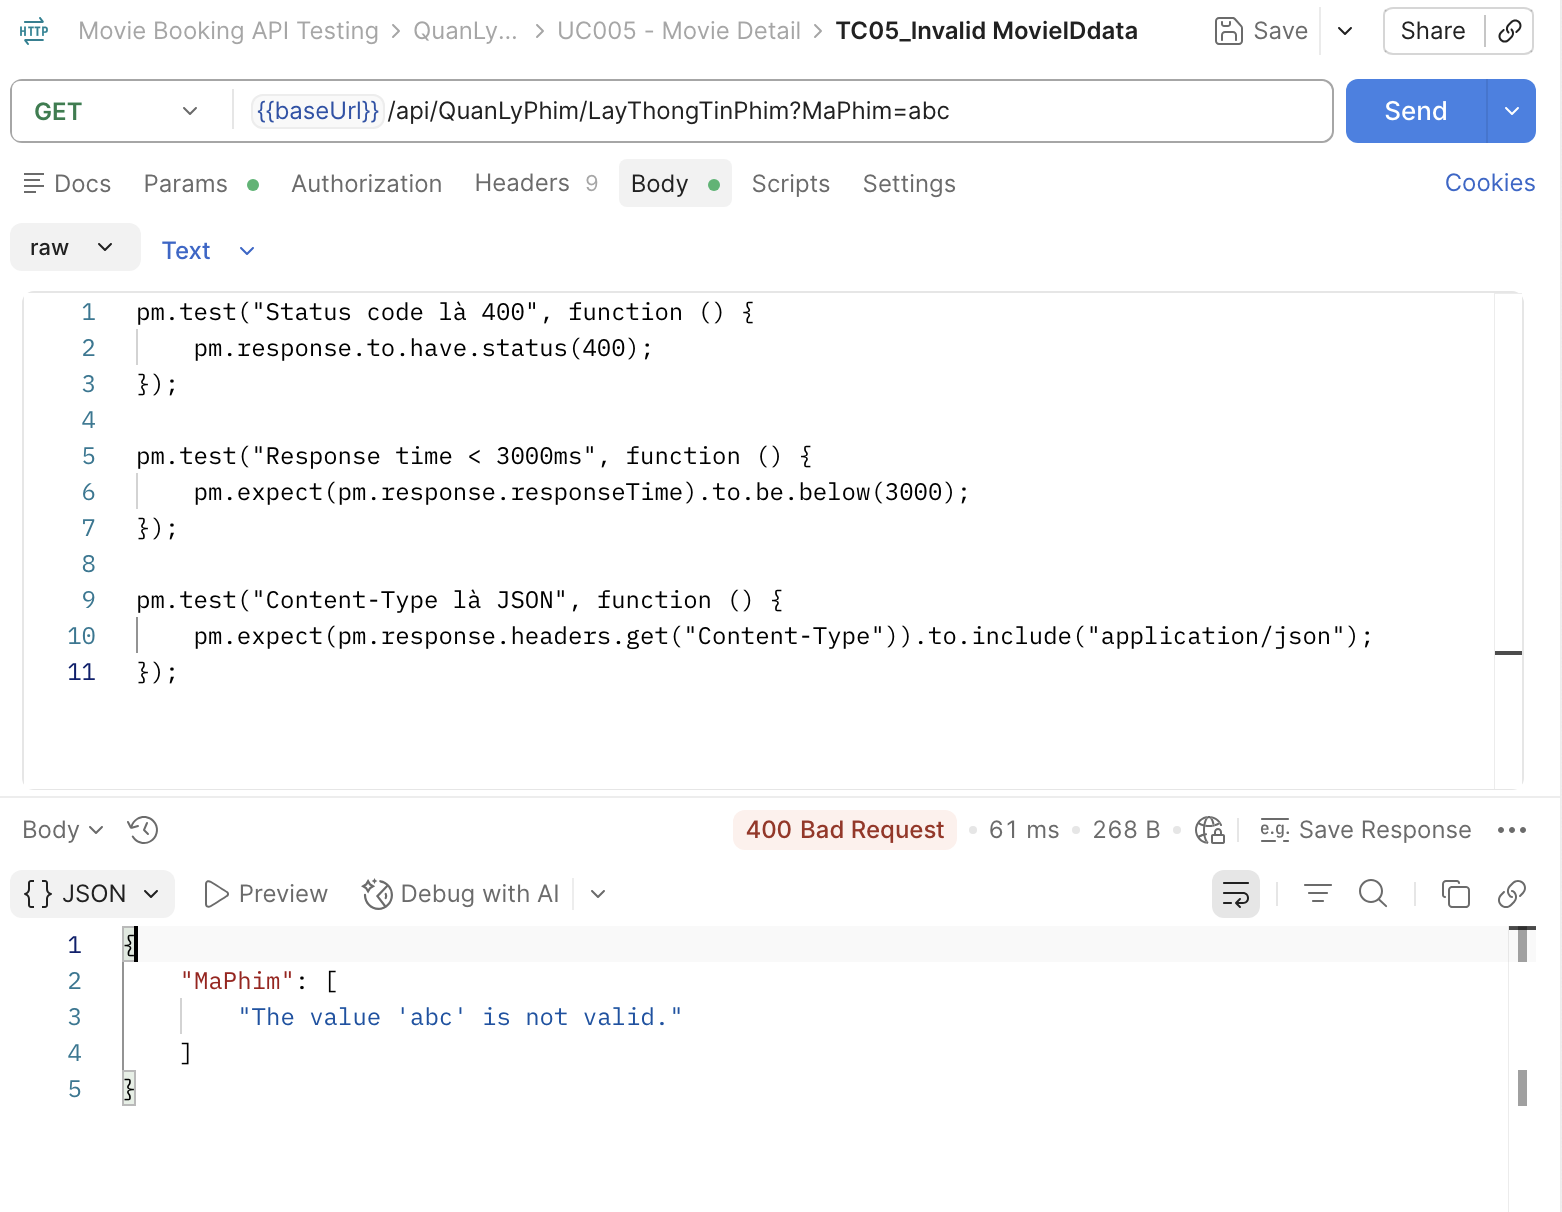 HTTP Movie Booking API Testing > QuanLy... > UC005 - Movie Detail > TC05_Invalid MovieIDdata Save Share
GET {{baseUrl}} /api/QuanLyPhim/LayThongTinPhim?MaPhim=abc Send
Docs Params Authorization Headers 9 Body Scripts Settings Cookies
raw Text
1 pm.test("Status code là 400", function () {
2 pm.response.to.have.status(400);
3 });
4
5 pm.test("Response time < 3000ms", function () {
6 pm.expect(pm.response.responseTime).to.be.below(3000);
7 });
8
9 pm.test("Content-Type là JSON", function () {
10 pm.expect(pm.response.headers.get("Content-Type")).to.include("application/json");
11 });
Body 400 Bad Request 61 ms 268 B e.g. Save Response
{} JSON Preview Debug with AI
1 {
2 "MaPhim": [
3 "The value 'abc' is not valid."
4 ]
5 }